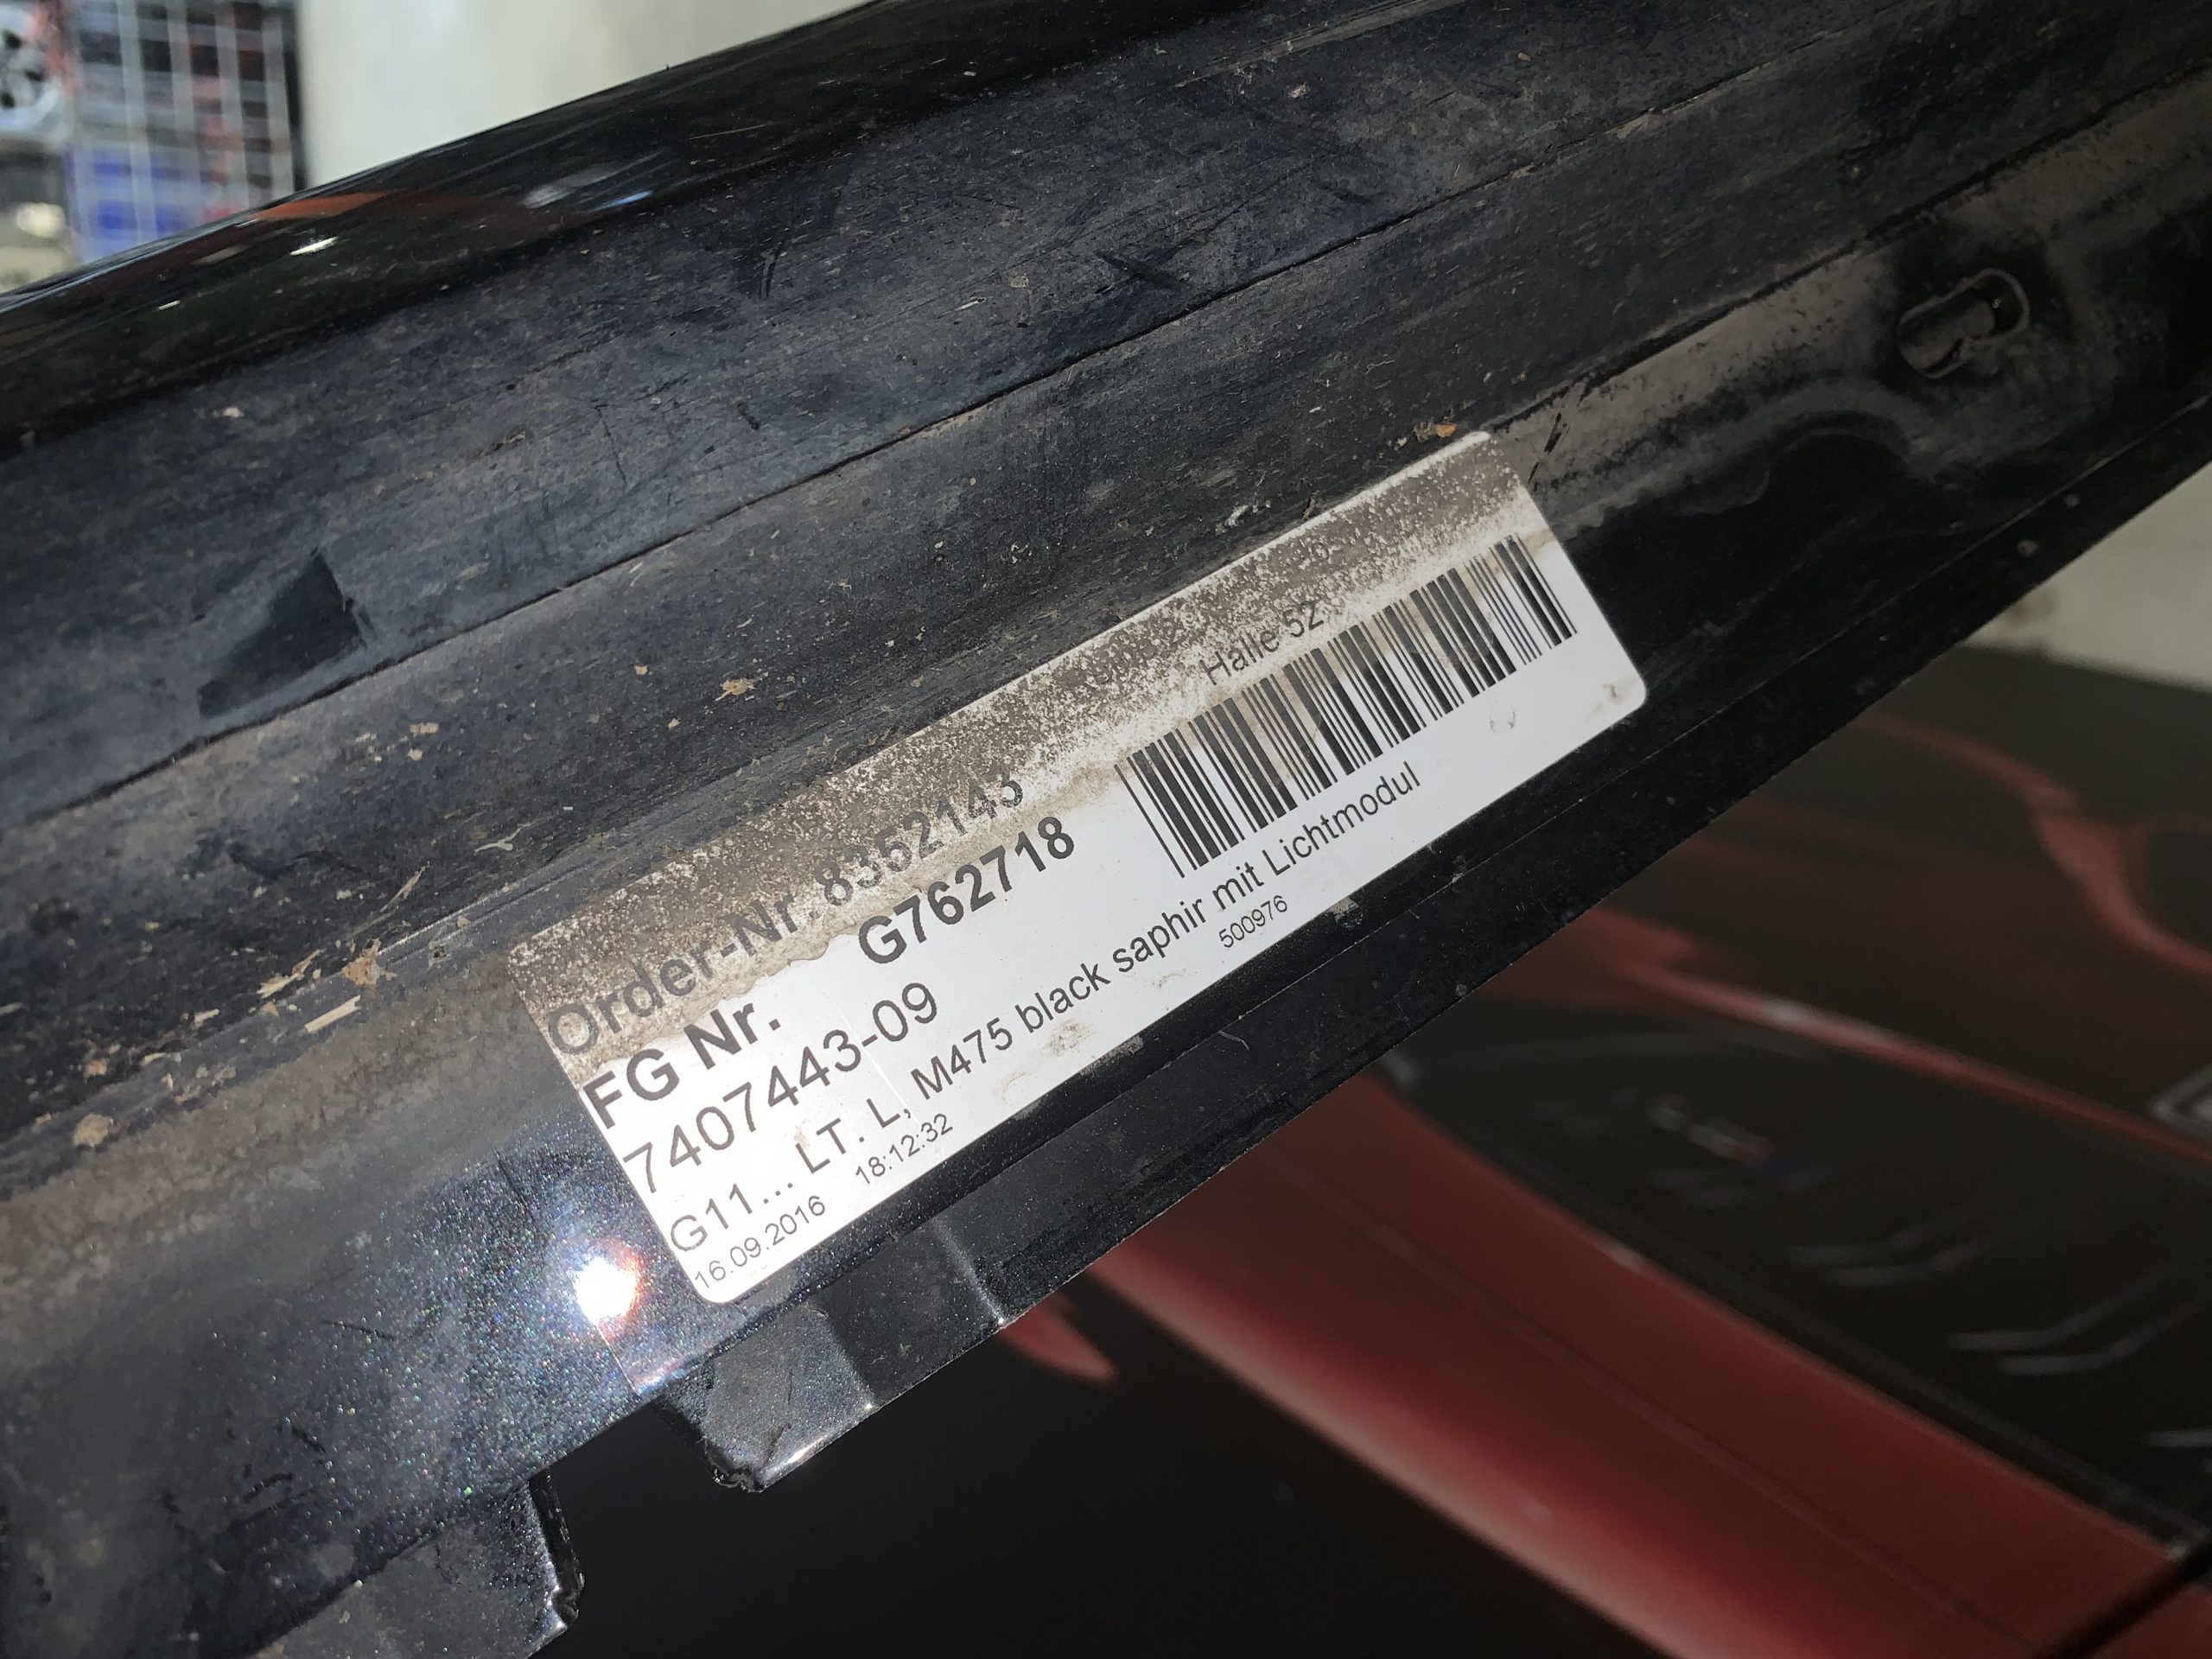 Halle 52
Order-Nr. 8352143
FG Nr. G762718
7407443-09
G11... LT. L, M475 black saphir mit Lichtmodul
16.09.2016 18:12:32 500976